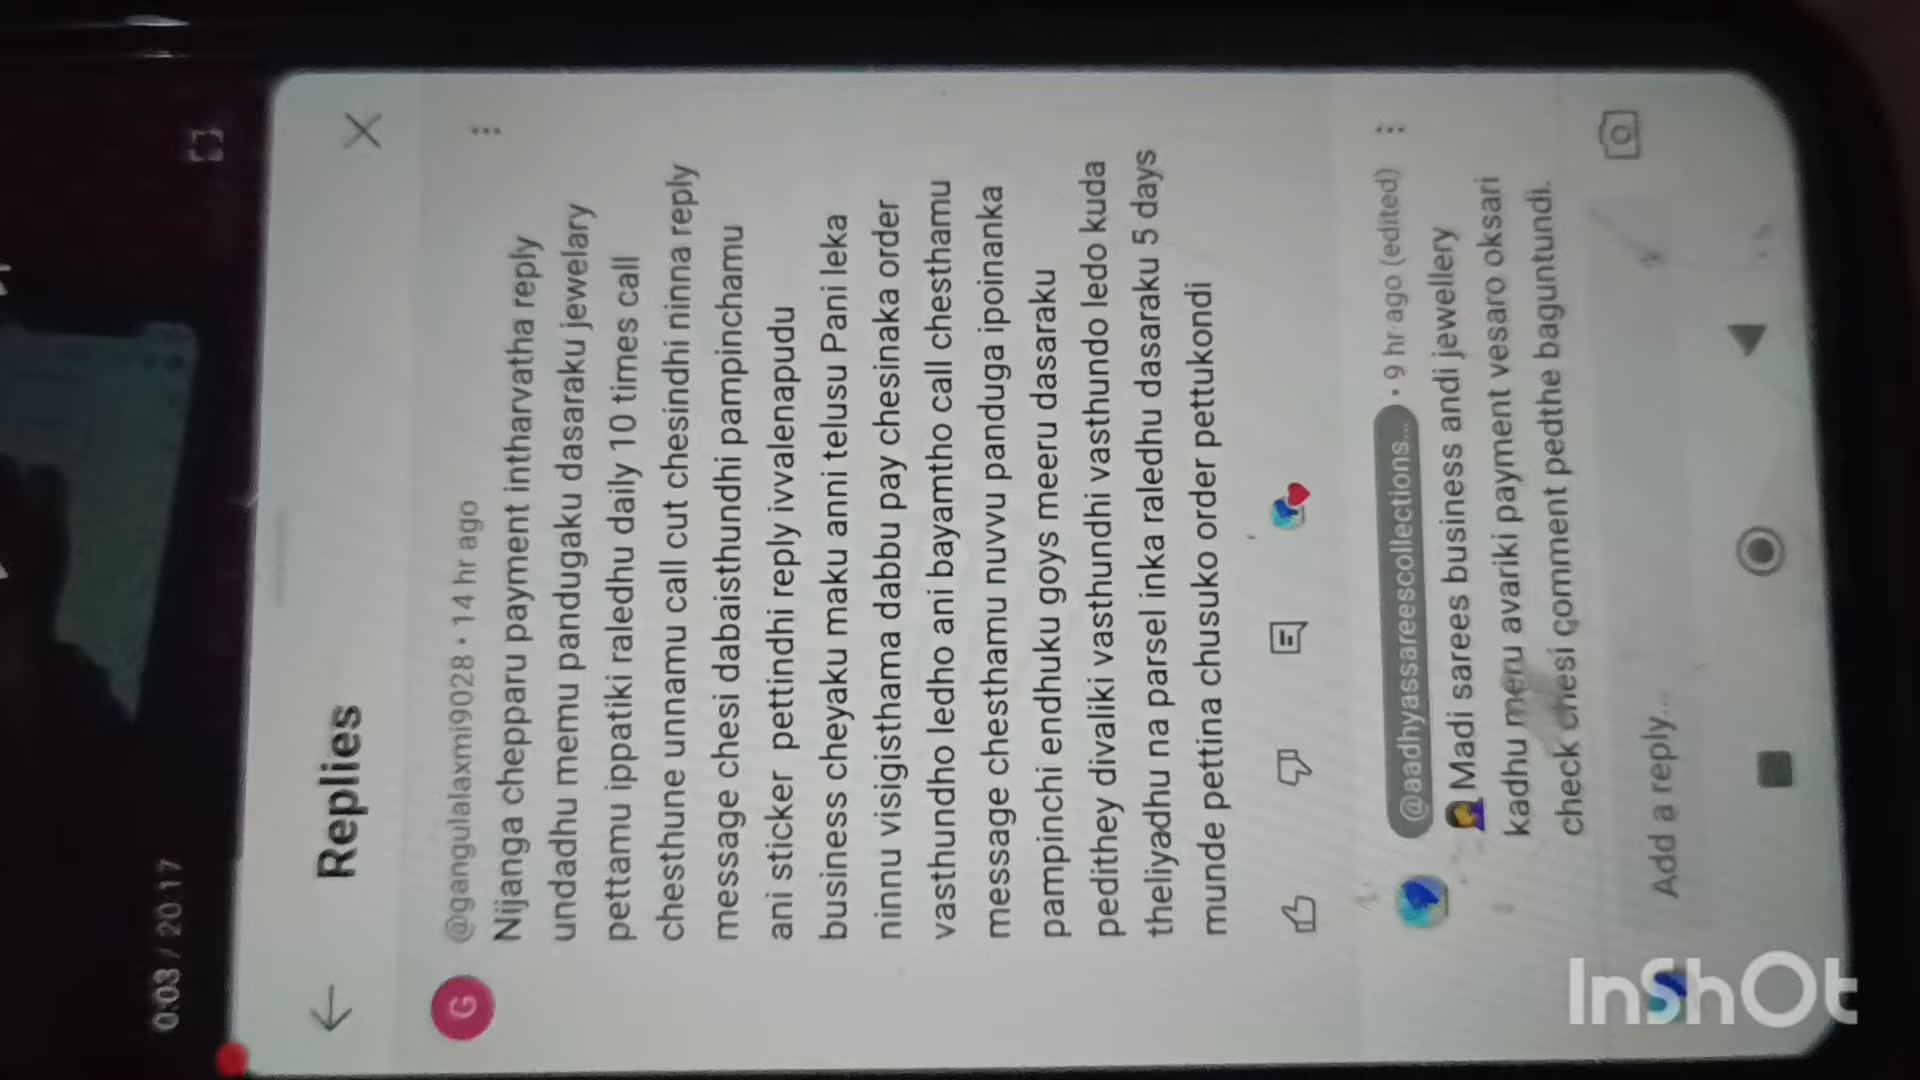 0:03 / 20:17
Replies
@gangulalaxmi9028 • 14 hr ago
G
Nijanga chepparu payment intharvatha reply
undadhu memu pandugaku dasaraku jewelary
pettamu ippatiki raledhu daily 10 times call
chesthune unnamu call cut chesindhi ninna reply
message chesi dabaisthundhi pampinchamu
ani sticker pettindhi reply ivvalenapudu
business cheyaku maku anni telusu Pani leka
ninnu visigisthama dabbu pay chesinaka order
vasthundho ledho ani bayamtho call chesthamu
message chesthamu nuvvu panduga ipoinanka
pampinchi endhuku goys meeru dasaraku
pedithey divaliki vasthundhi vasthundo ledo kuda
theliyadhu na parsel inka raledhu dasaraku 5 days
munde pettina chusuko order pettukondi
@aadhyassareescollections... • 9 hr ago (edited)
Madi sarees business andi jewellery
kadhu meru avariki payment vesaro oksari
check chesi comment pedthe baguntundi.
Add a reply...
InShOt